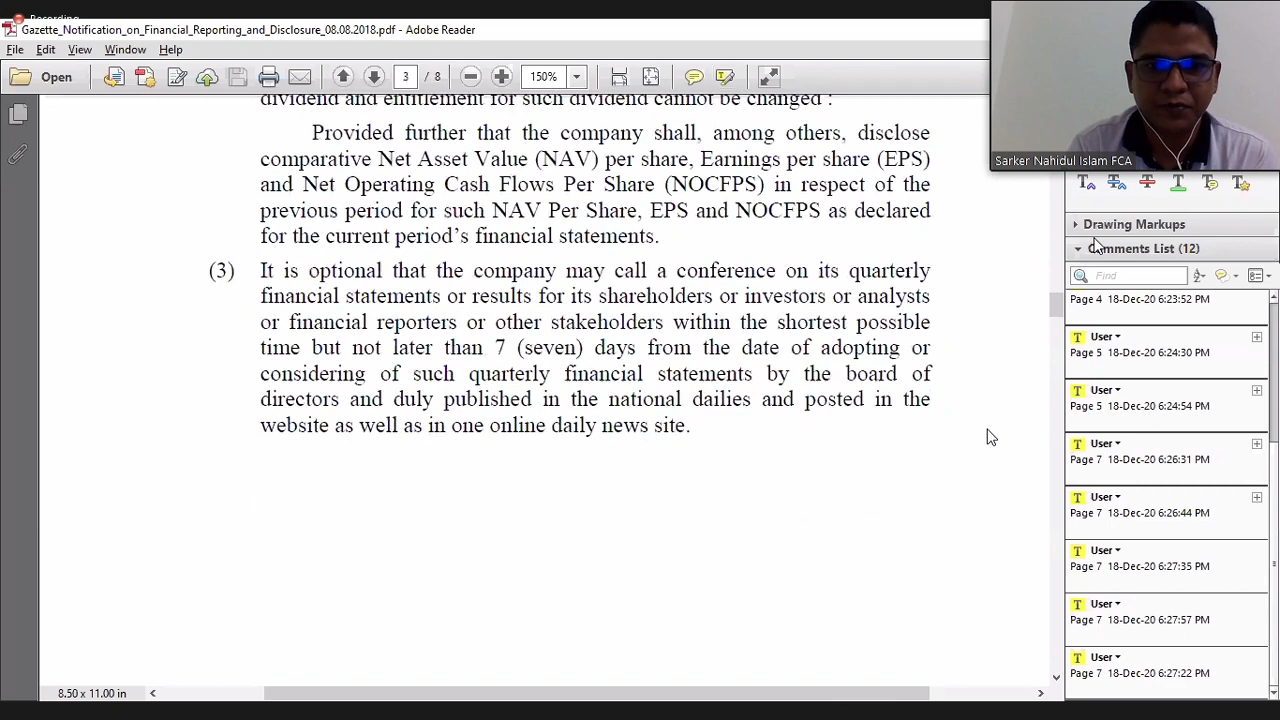 Recording
Gazette_Notification_on_Financial_Reporting_and_Disclosure_08.08.2018.pdf - Adobe Reader
File Edit View Window Help
Open 3 / 8 150%
dividend and entitlement for such dividend cannot be changed :
Provided further that the company shall, among others, disclose
comparative Net Asset Value (NAV) per share, Earnings per share (EPS)
and Net Operating Cash Flows Per Share (NOCFPS) in respect of the
previous period for such NAV Per Share, EPS and NOCFPS as declared
for the current period's financial statements.
(3) It is optional that the company may call a conference on its quarterly
financial statements or results for its shareholders or investors or analysts
or financial reporters or other stakeholders within the shortest possible
time but not later than 7 (seven) days from the date of adopting or
considering of such quarterly financial statements by the board of
directors and duly published in the national dailies and posted in the
website as well as in one online daily news site.
8.50 x 11.00 in
Sarker Nahidul Islam FCA
Drawing Markups
Comments List (12)
Find
Page 4 18-Dec-20 6:23:52 PM
User
Page 5 18-Dec-20 6:24:30 PM
User
Page 5 18-Dec-20 6:24:54 PM
User
Page 7 18-Dec-20 6:26:31 PM
User
Page 7 18-Dec-20 6:26:44 PM
User
Page 7 18-Dec-20 6:27:35 PM
User
Page 7 18-Dec-20 6:27:57 PM
User
Page 7 18-Dec-20 6:27:22 PM